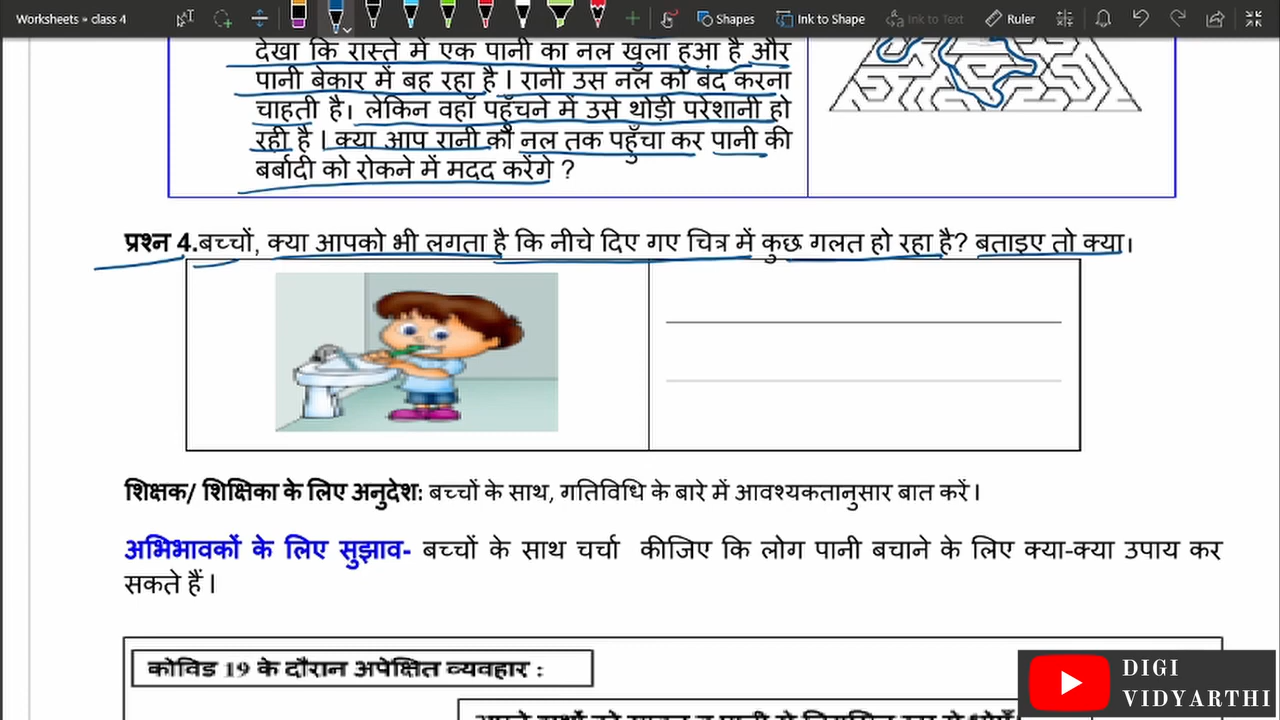 Worksheets » class 4
Shapes
Ink to Shape
Ink to Text
Ruler
देखा कि रास्ते में एक पानी का नल खुला हुआ है और
पानी बेकार में बह रहा है । रानी उस नल को बंद करना
चाहती है। लेकिन वहाँ पहुँचने में उसे थोड़ी परेशानी हो
रही है । क्या आप रानी को नल तक पहुँचा कर पानी की
बर्बादी को रोकने में मदद करेंगे ?
प्रश्न 4.बच्चों, क्या आपको भी लगता है कि नीचे दिए गए चित्र में कुछ गलत हो रहा है? बताइए तो क्या।
शिक्षक/ शिक्षिका के लिए अनुदेश: बच्चों के साथ, गतिविधि के बारे में आवश्यकतानुसार बात करें ।
अभिभावकों के लिए सुझाव- बच्चों के साथ चर्चा कीजिए कि लोग पानी बचाने के लिए क्या-क्या उपाय कर
सकते हैं ।
कोविड 19 के दौरान अपेक्षित व्यवहार :
DIGI
VIDYARTHI